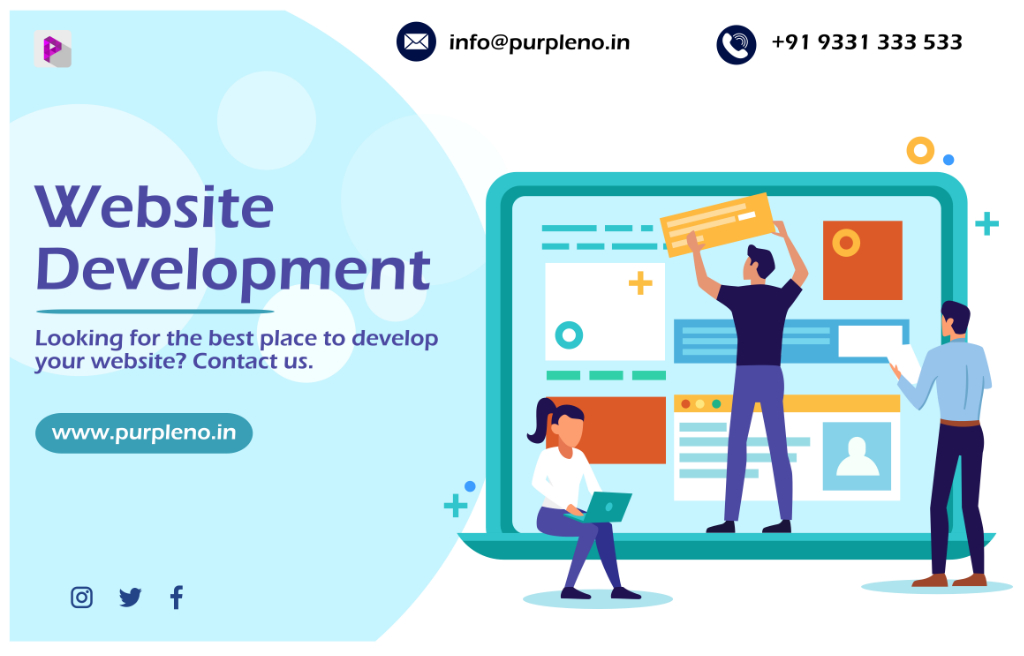 info@purpleno.in
+91 9331 333 533
Website
Development
Looking for the best place to develop
your website? Contact us.
www.purpleno.in